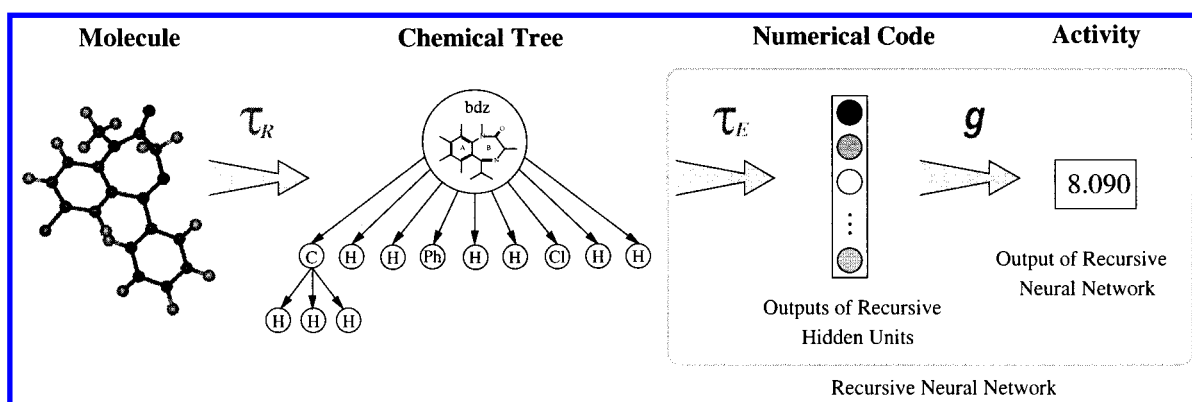 Molecule
Chemical Tree
Numerical Code
Activity
τR
bdz
N
O
A
B
N
τE
g
8.090
C
H
H
Ph
H
H
Cl
H
H
H
H
H
Outputs of Recursive
Hidden Units
Output of Recursive
Neural Network
Recursive Neural Network